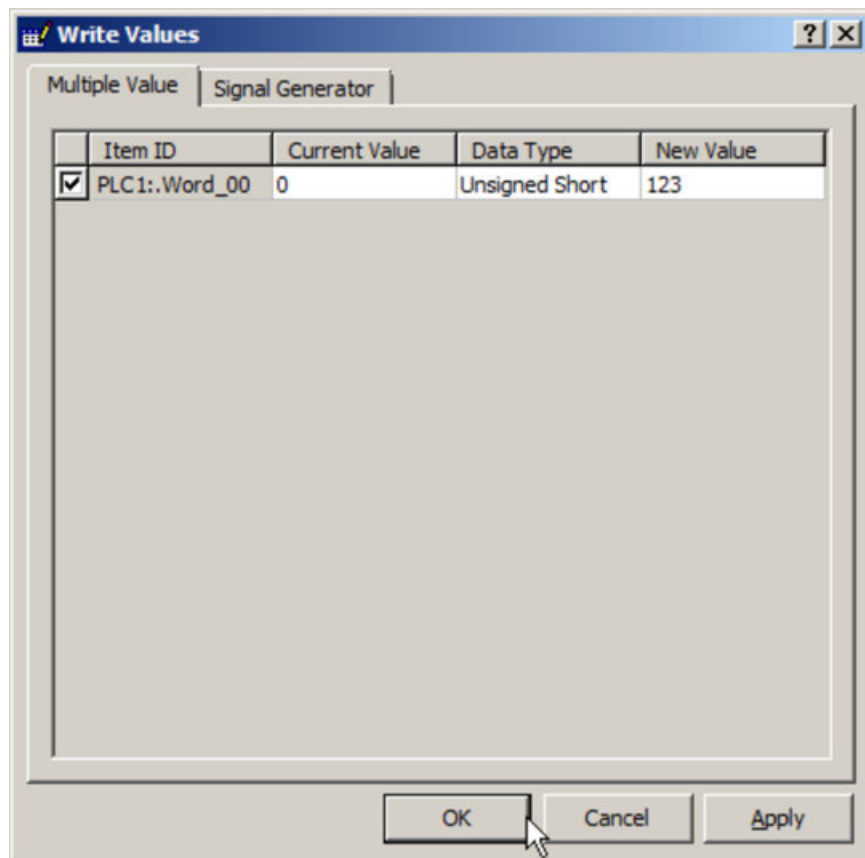 Write Values
Multiple Value Signal Generator
Item ID Current Value Data Type New Value
PLC1:.Word_00 0 Unsigned Short 123
OK Cancel Apply